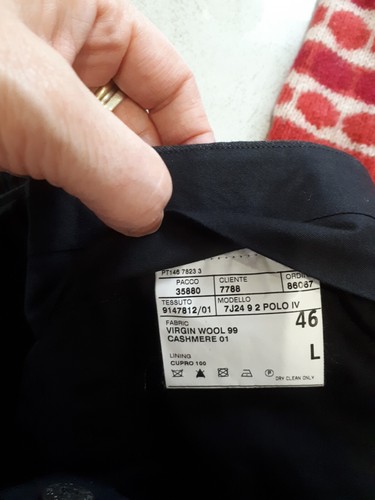 PT146 7823 3
PACCO CLIENTE
35880 7788 86087
TESSUTO MODELLO
9147812/01 7J24 9 2 POLO IV
FABRIC
VIRGIN WOOL 99
CASHMERE 01
46
L
LINING
CUPRO 100
P
DRY CLEAN ONLY